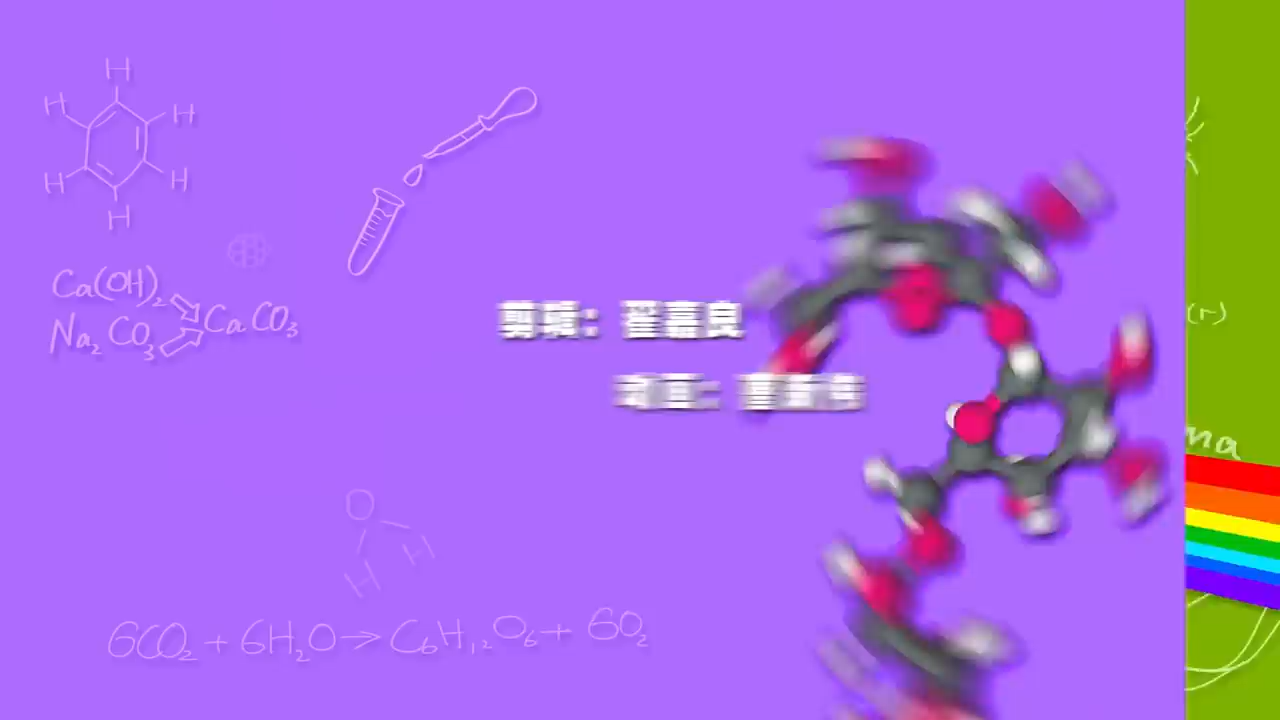 H
H H
H H
H
Ca(OH)₂
Na₂CO₃ CaCO₃
剪辑：翟嘉良
O
H
H
6CO₂+6H₂O→C₆H₁₂O₆+6O₂
(r)